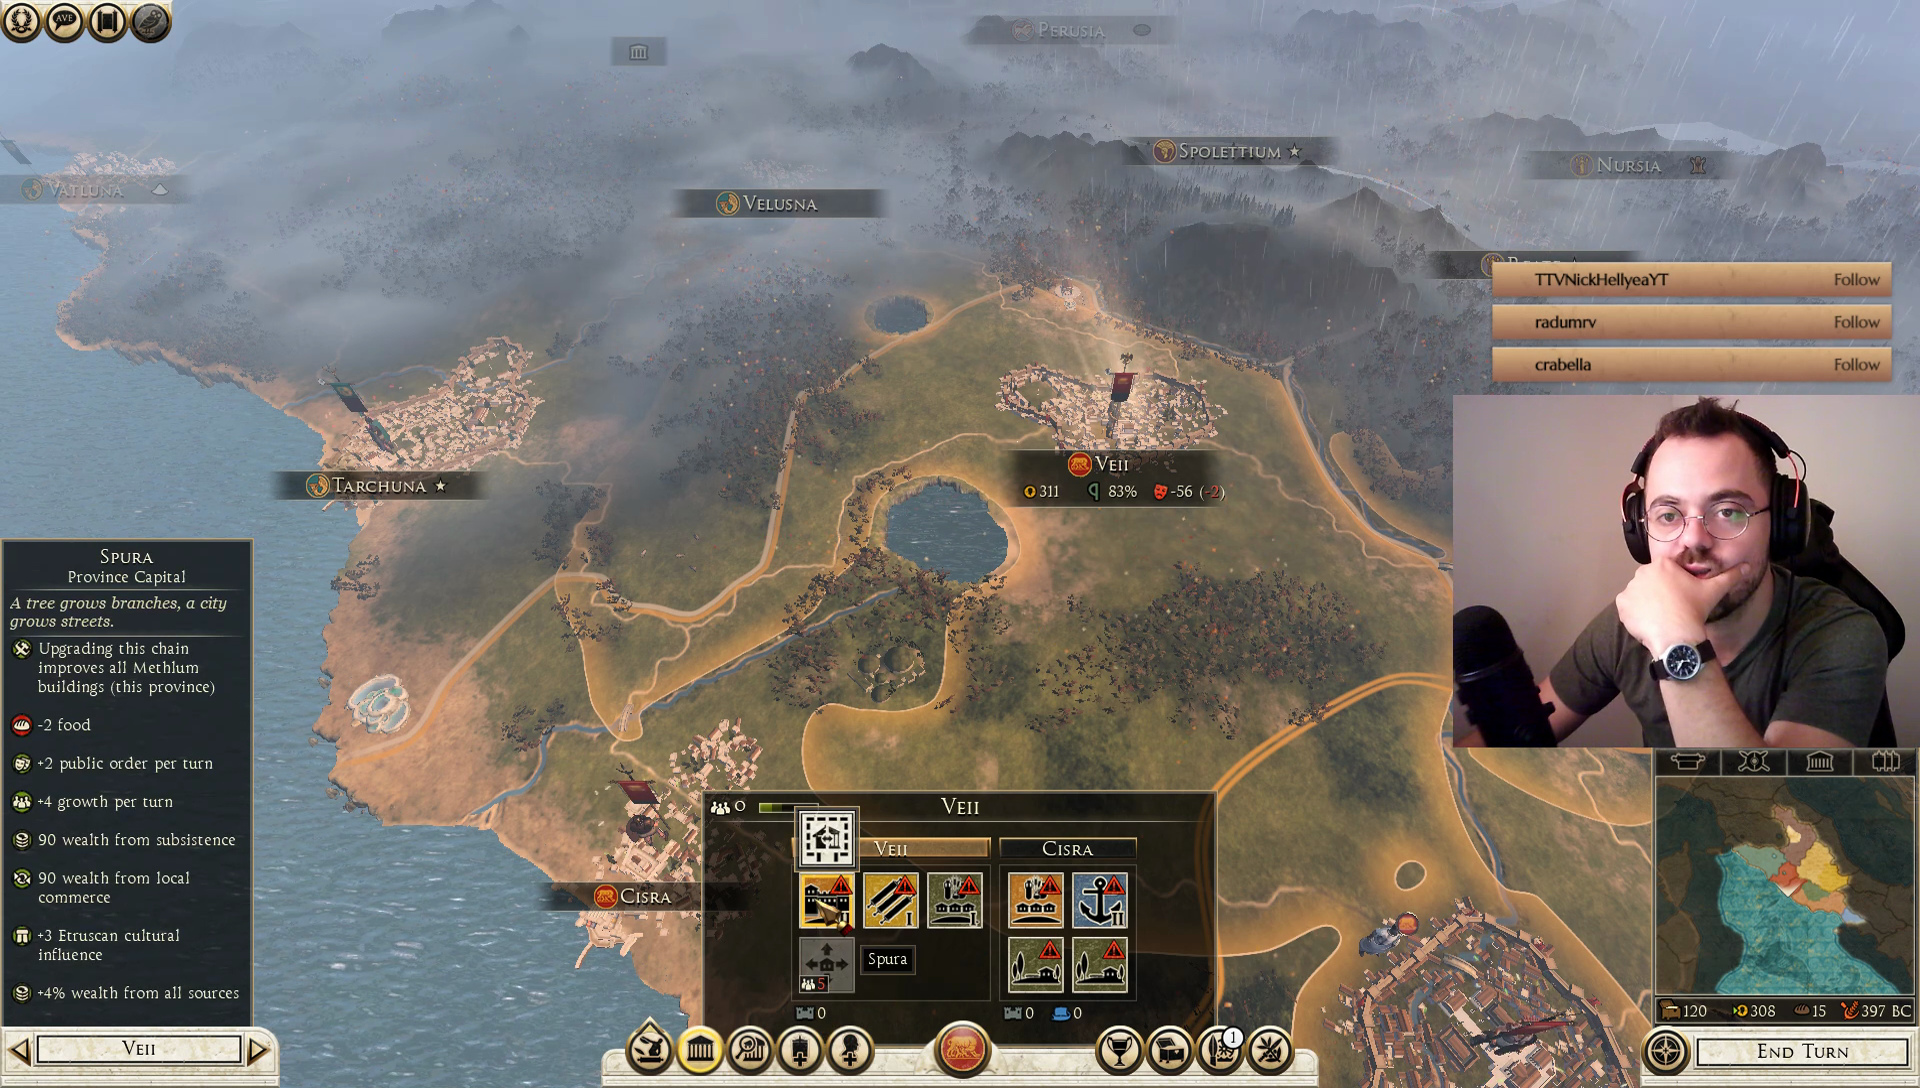 AVE
Perusia
Spolettium
Nursia
Vatluna
Velusna
TTVNickHellyeaYT Follow
radumrv Follow
crabella Follow
Veii
311 83% -56 (-2)
Tarchuna
Spura
Province Capital
A tree grows branches, a city
grows streets.
Upgrading this chain
improves all Methlum
buildings (this province)
-2 food
+2 public order per turn
+4 growth per turn
90 wealth from subsistence
90 wealth from local
commerce
+3 Etruscan cultural
influence
+4% wealth from all sources
Veii
Cisra
0 Veii
Veii Cisra
I I II
Spura
5
0 0 0
1
120 308 15 397 BC
End Turn